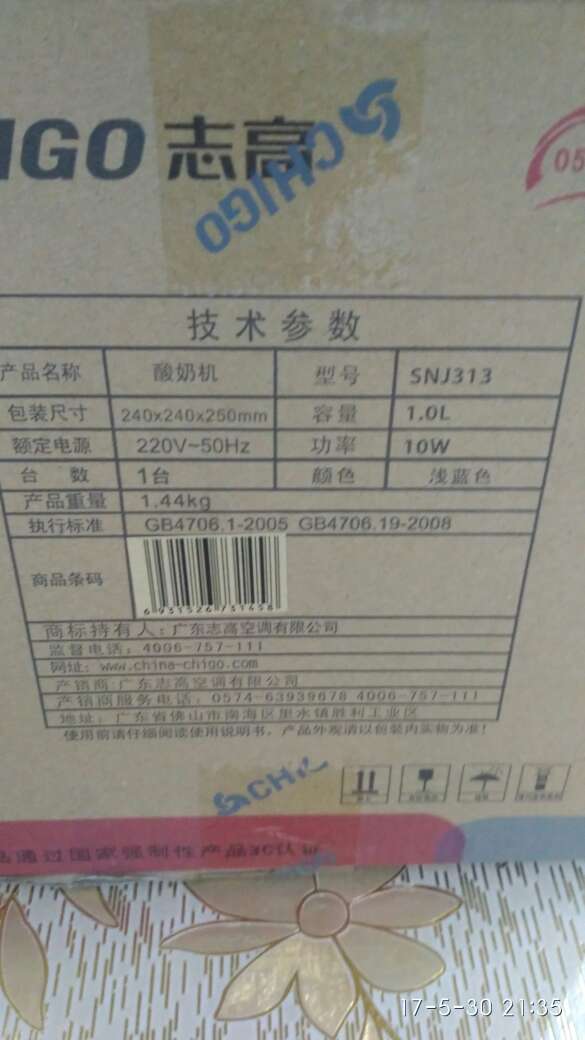 IGO 志高
CHIGO
05
技术参数
产品名称 酸奶机 型号 SNJ313
包装尺寸 240x240x250mm 容量 1.0L
额定电源 220V~50Hz 功率 10W
台 数 1台 颜色 浅蓝色
产品重量 1.44kg
执行标准 GB4706.1-2005 GB4706.19-2008
商品条码
6 931526 731458
商标持有人：广东志高空调有限公司
监督电话：4006-757-111
网址：www.china-chigo.com
产销商：广东志高空调有限公司
产销商服务电话：0574-63939678 4006-757-111
地址：广东省佛山市南海区里水镇胜利工业区
使用前请仔细阅读使用说明书，产品外观请以包装内实物为准！
CHI
品通过国家强制性产品3C认证
17-5-30 21:35